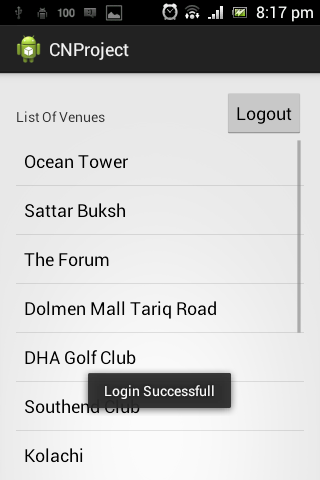 100
8:17 pm
CNProject
List Of Venues
Logout
Ocean Tower
Sattar Buksh
The Forum
Dolmen Mall Tariq Road
DHA Golf Club
Login Successfull
Southend Club
Kolachi